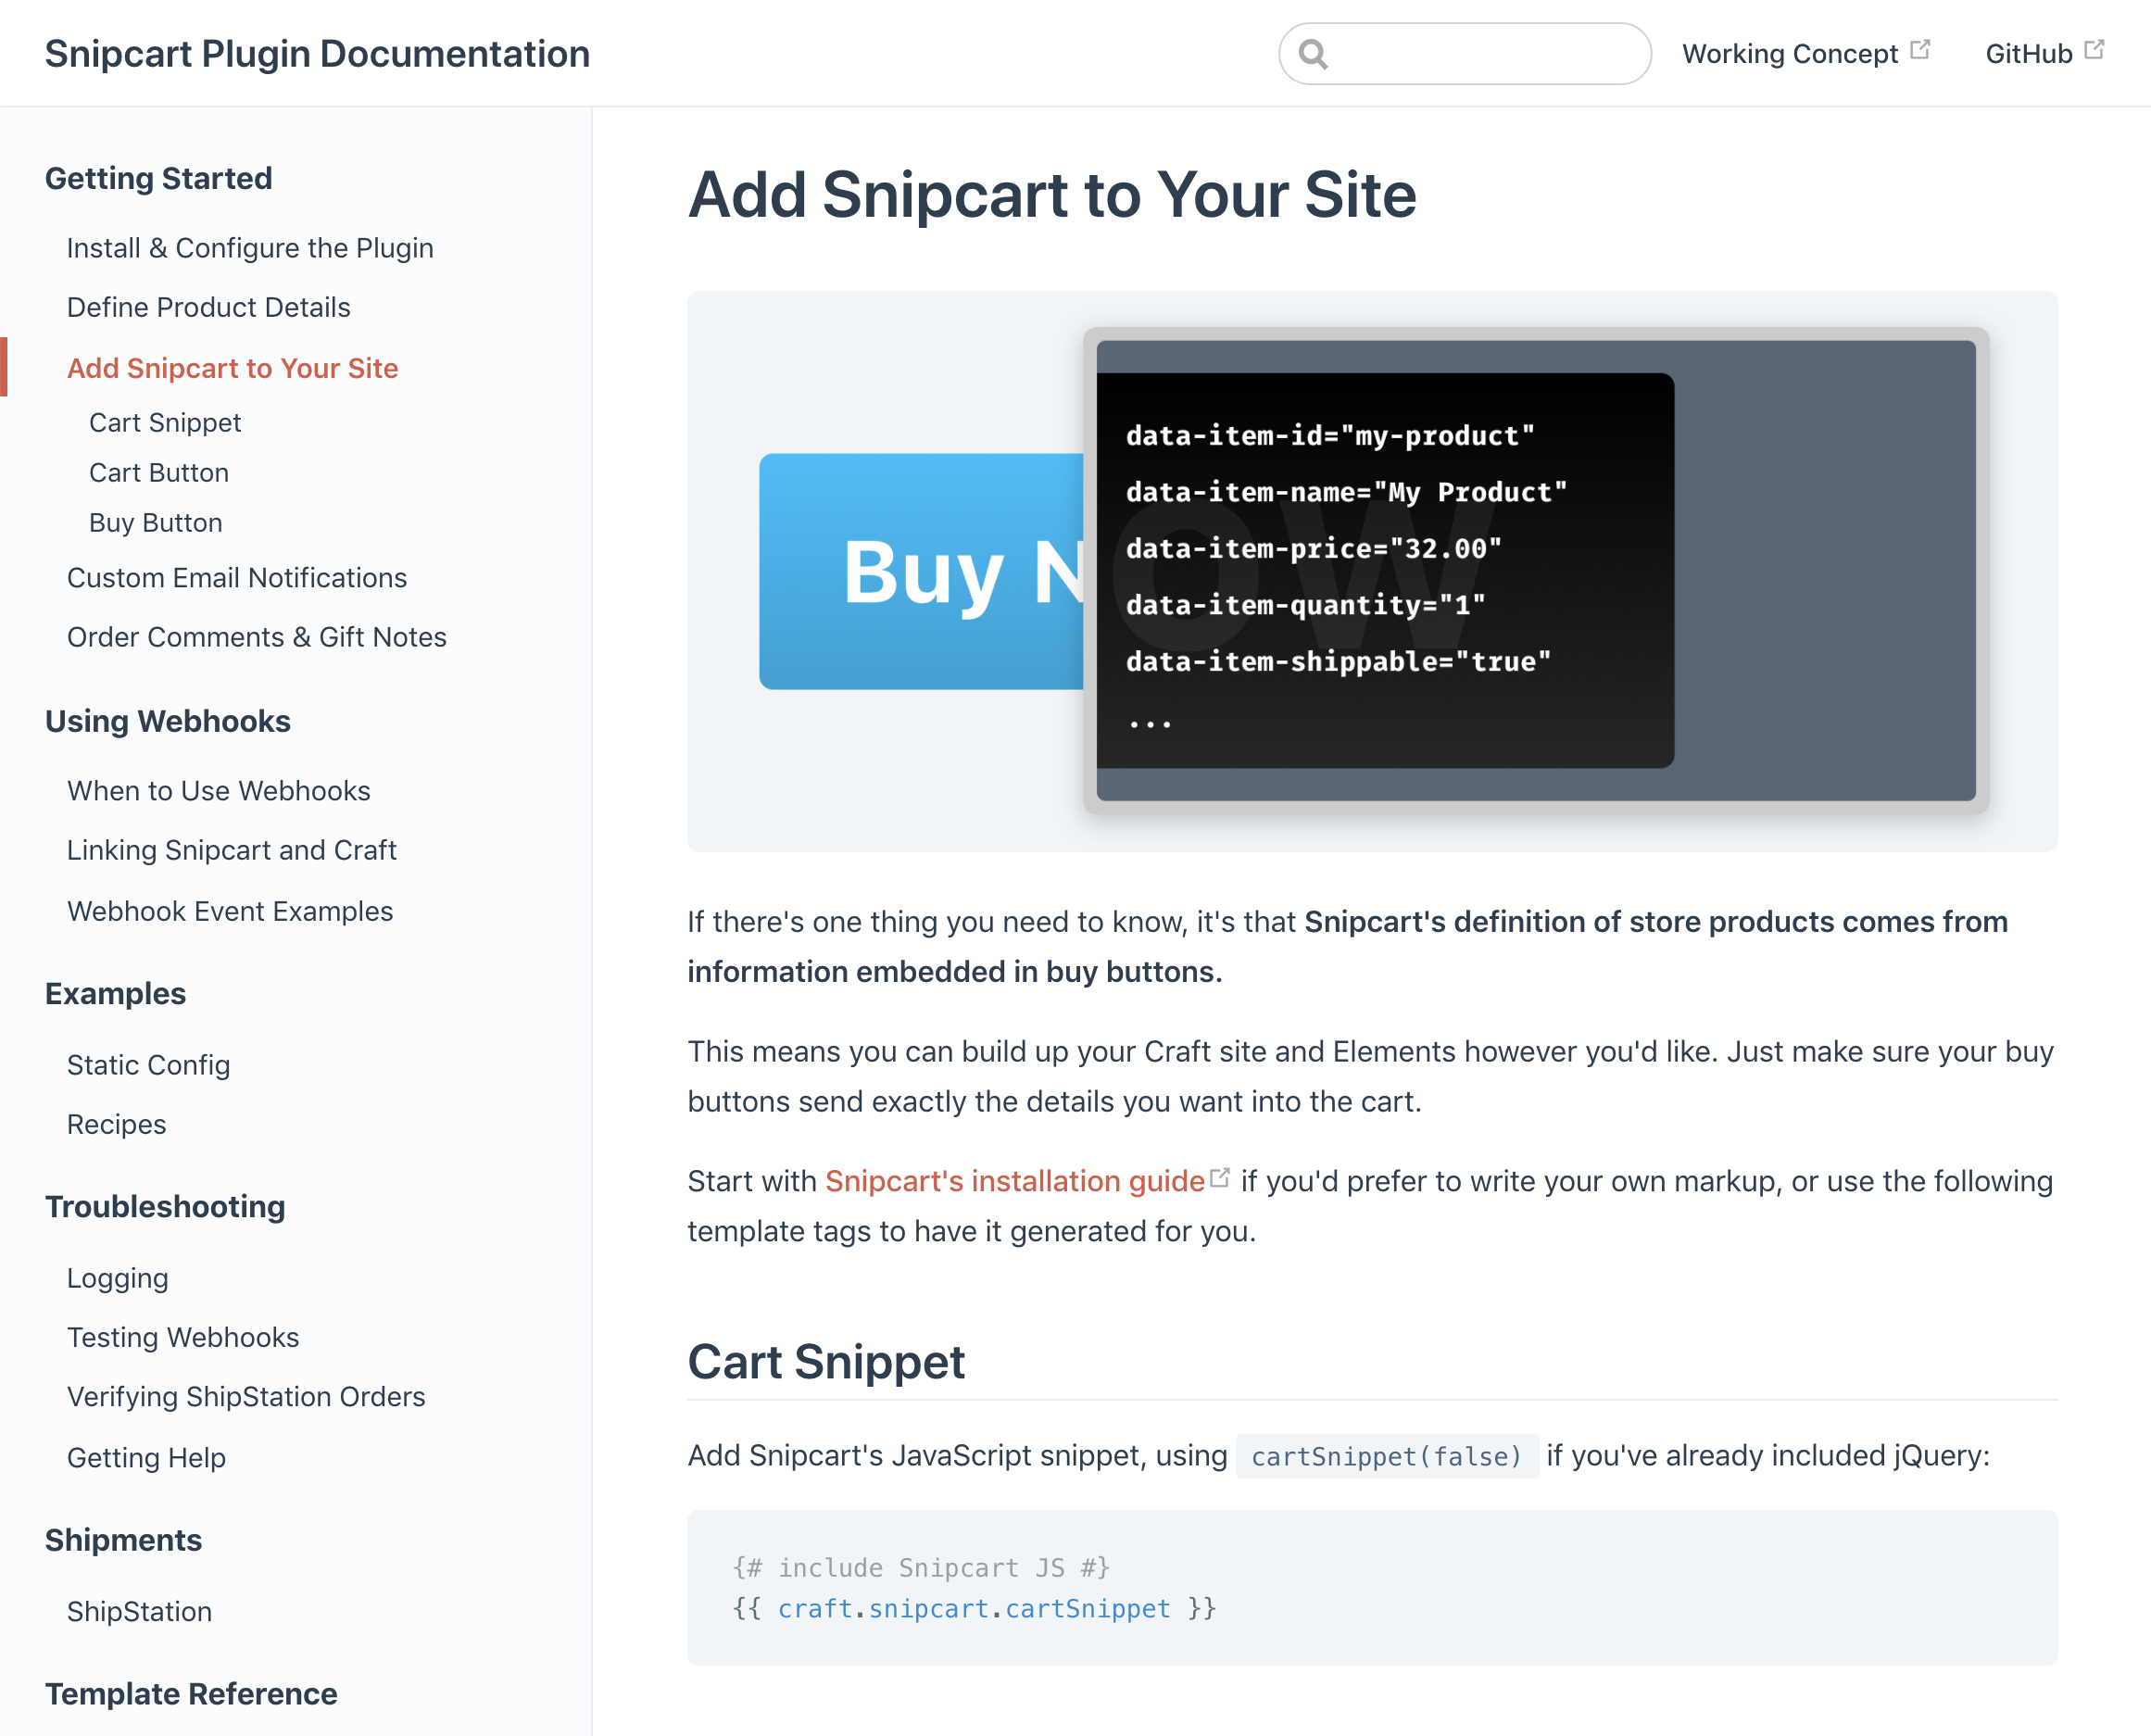 Snipcart Plugin Documentation
Working Concept
GitHub
Getting Started
Install & Configure the Plugin
Define Product Details
Add Snipcart to Your Site
Cart Snippet
Cart Button
Buy Button
Custom Email Notifications
Order Comments & Gift Notes
Using Webhooks
When to Use Webhooks
Linking Snipcart and Craft
Webhook Event Examples
Examples
Static Config
Recipes
Troubleshooting
Logging
Testing Webhooks
Verifying ShipStation Orders
Getting Help
Shipments
ShipStation
Template Reference
Add Snipcart to Your Site
Buy Now
data-item-id="my-product"
data-item-name="My Product"
data-item-price="32.00"
data-item-quantity="1"
data-item-shippable="true"
...
If there's one thing you need to know, it's that Snipcart's definition of store products comes from
information embedded in buy buttons.
This means you can build up your Craft site and Elements however you'd like. Just make sure your buy
buttons send exactly the details you want into the cart.
Start with Snipcart's installation guide if you'd prefer to write your own markup, or use the following
template tags to have it generated for you.
Cart Snippet
Add Snipcart's JavaScript snippet, using cartSnippet(false) if you've already included jQuery:
{# include Snipcart JS #}
{{ craft.snipcart.cartSnippet }}